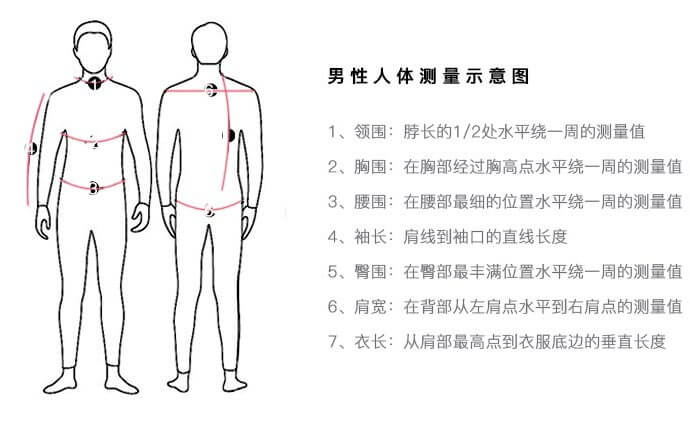 男性人体测量示意图
1、领围：脖长的1/2处水平绕一周的测量值
2、胸围：在胸部经过胸高点水平绕一周的测量值
3、腰围：在腰部最细的位置水平绕一周的测量值
4、袖长：肩线到袖口的直线长度
5、臀围：在臀部最丰满位置水平绕一周的测量值
6、肩宽：在背部从左肩点水平到右肩点的测量值
7、衣长：从肩部最高点到衣服底边的垂直长度
1
3